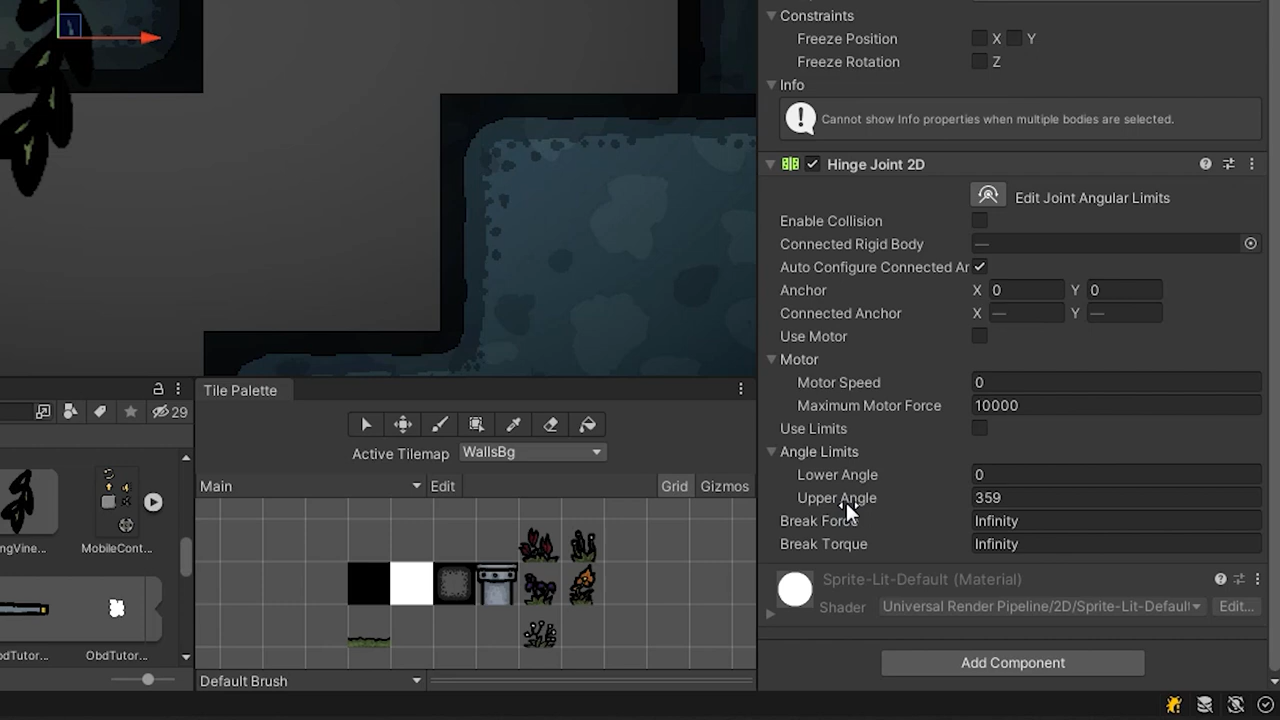 Constraints
Freeze Position X Y
Freeze Rotation Z
Info
Cannot show Info properties when multiple bodies are selected.
Hinge Joint 2D
Edit Joint Angular Limits
Enable Collision
Connected Rigid Body —
Auto Configure Connected Ar
Anchor X 0 Y 0
Connected Anchor X — Y —
Use Motor
Motor
Motor Speed 0
Maximum Motor Force 10000
Use Limits
Angle Limits
Lower Angle 0
Upper Angle 359
Break Force Infinity
Break Torque Infinity
Sprite-Lit-Default (Material)
Shader Universal Render Pipeline/2D/Sprite-Lit-Default Edit...
Add Component
29
ngVine... MobileCont...
odTutor... ObdTutor...
Tile Palette
Active Tilemap WallsBg
Main Edit Grid Gizmos
Default Brush